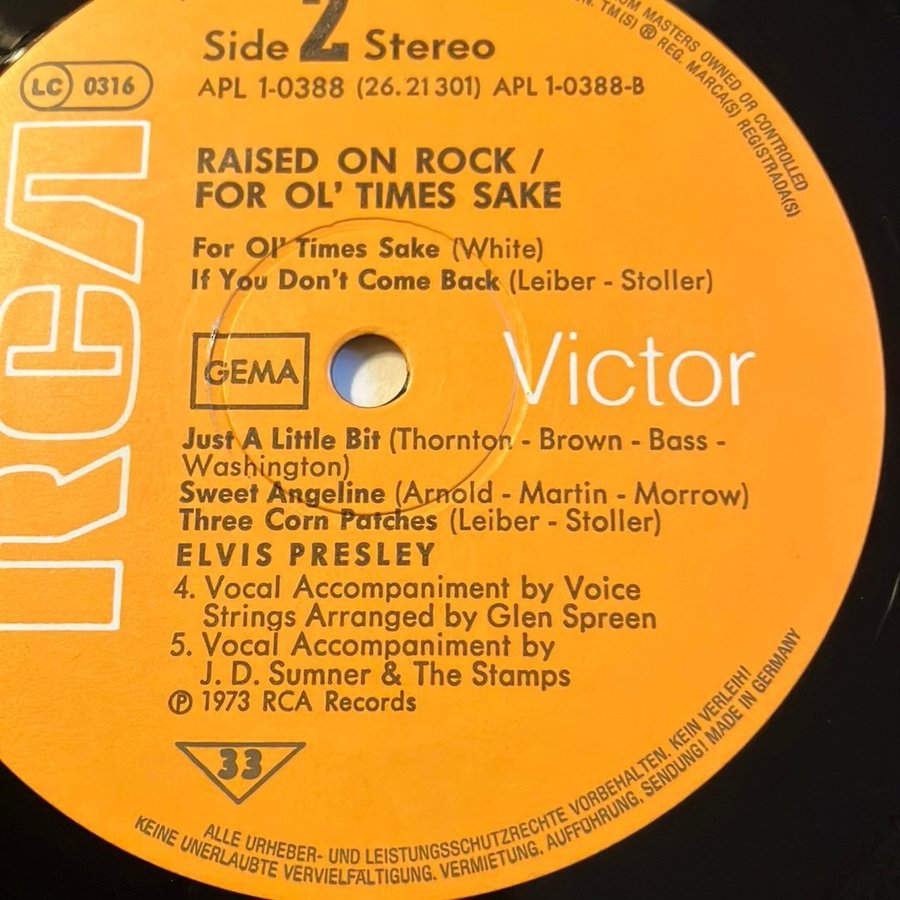 Side 2 Stereo
LC 0316
APL 1-0388 (26.21 301) APL 1-0388-B
RAISED ON ROCK /
FOR OL' TIMES SAKE
For Ol' Times Sake (White)
If You Don't Come Back (Leiber - Stoller)
RCA
GEMA
Victor
Just A Little Bit (Thornton - Brown - Bass -
Washington)
Sweet Angeline (Arnold - Martin - Morrow)
Three Corn Patches (Leiber - Stoller)
ELVIS PRESLEY
4. Vocal Accompaniment by Voice
Strings Arranged by Glen Spreen
5. Vocal Accompaniment by
J. D. Sumner & The Stamps
℗ 1973 RCA Records
33
MASTERS OWNED OR CONTROLLED
TM(S) ® REG. MARCA(S) REGISTRADA(S)
ALLE URHEBER- UND LEISTUNGSSCHUTZRECHTE VORBEHALTEN. KEIN VERLEIH!
KEINE UNERLAUBTE VERVIELFÄLTIGUNG, VERMIETUNG, AUFFÜHRUNG, SENDUNG! MADE IN GERMANY